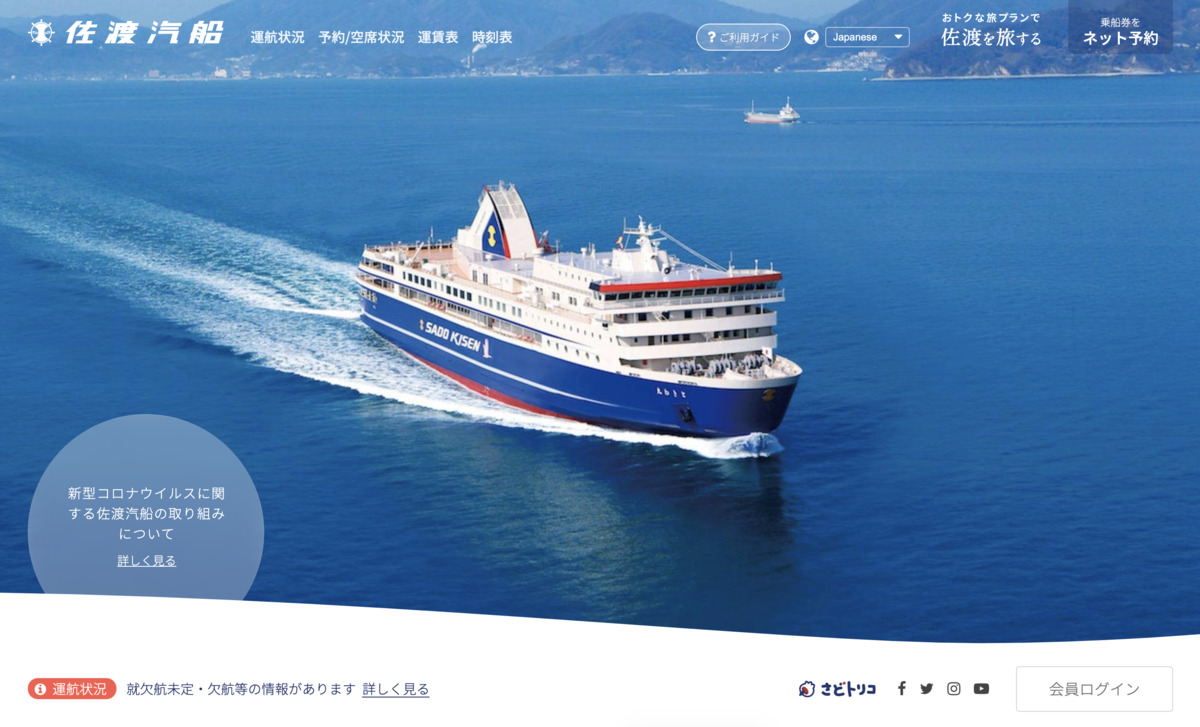 佐渡汽船
運航状況 予約/空席状況 運賃表 時刻表
? ご利用ガイド
Japanese
おトクな旅プランで
佐渡を旅する
乗船券を
ネット予約
SADO KISEN
新型コロナウイルスに関
する佐渡汽船の取り組み
について
詳しく見る
運航状況 就欠航未定・欠航等の情報があります 詳しく見る
さどトリコ
会員ログイン